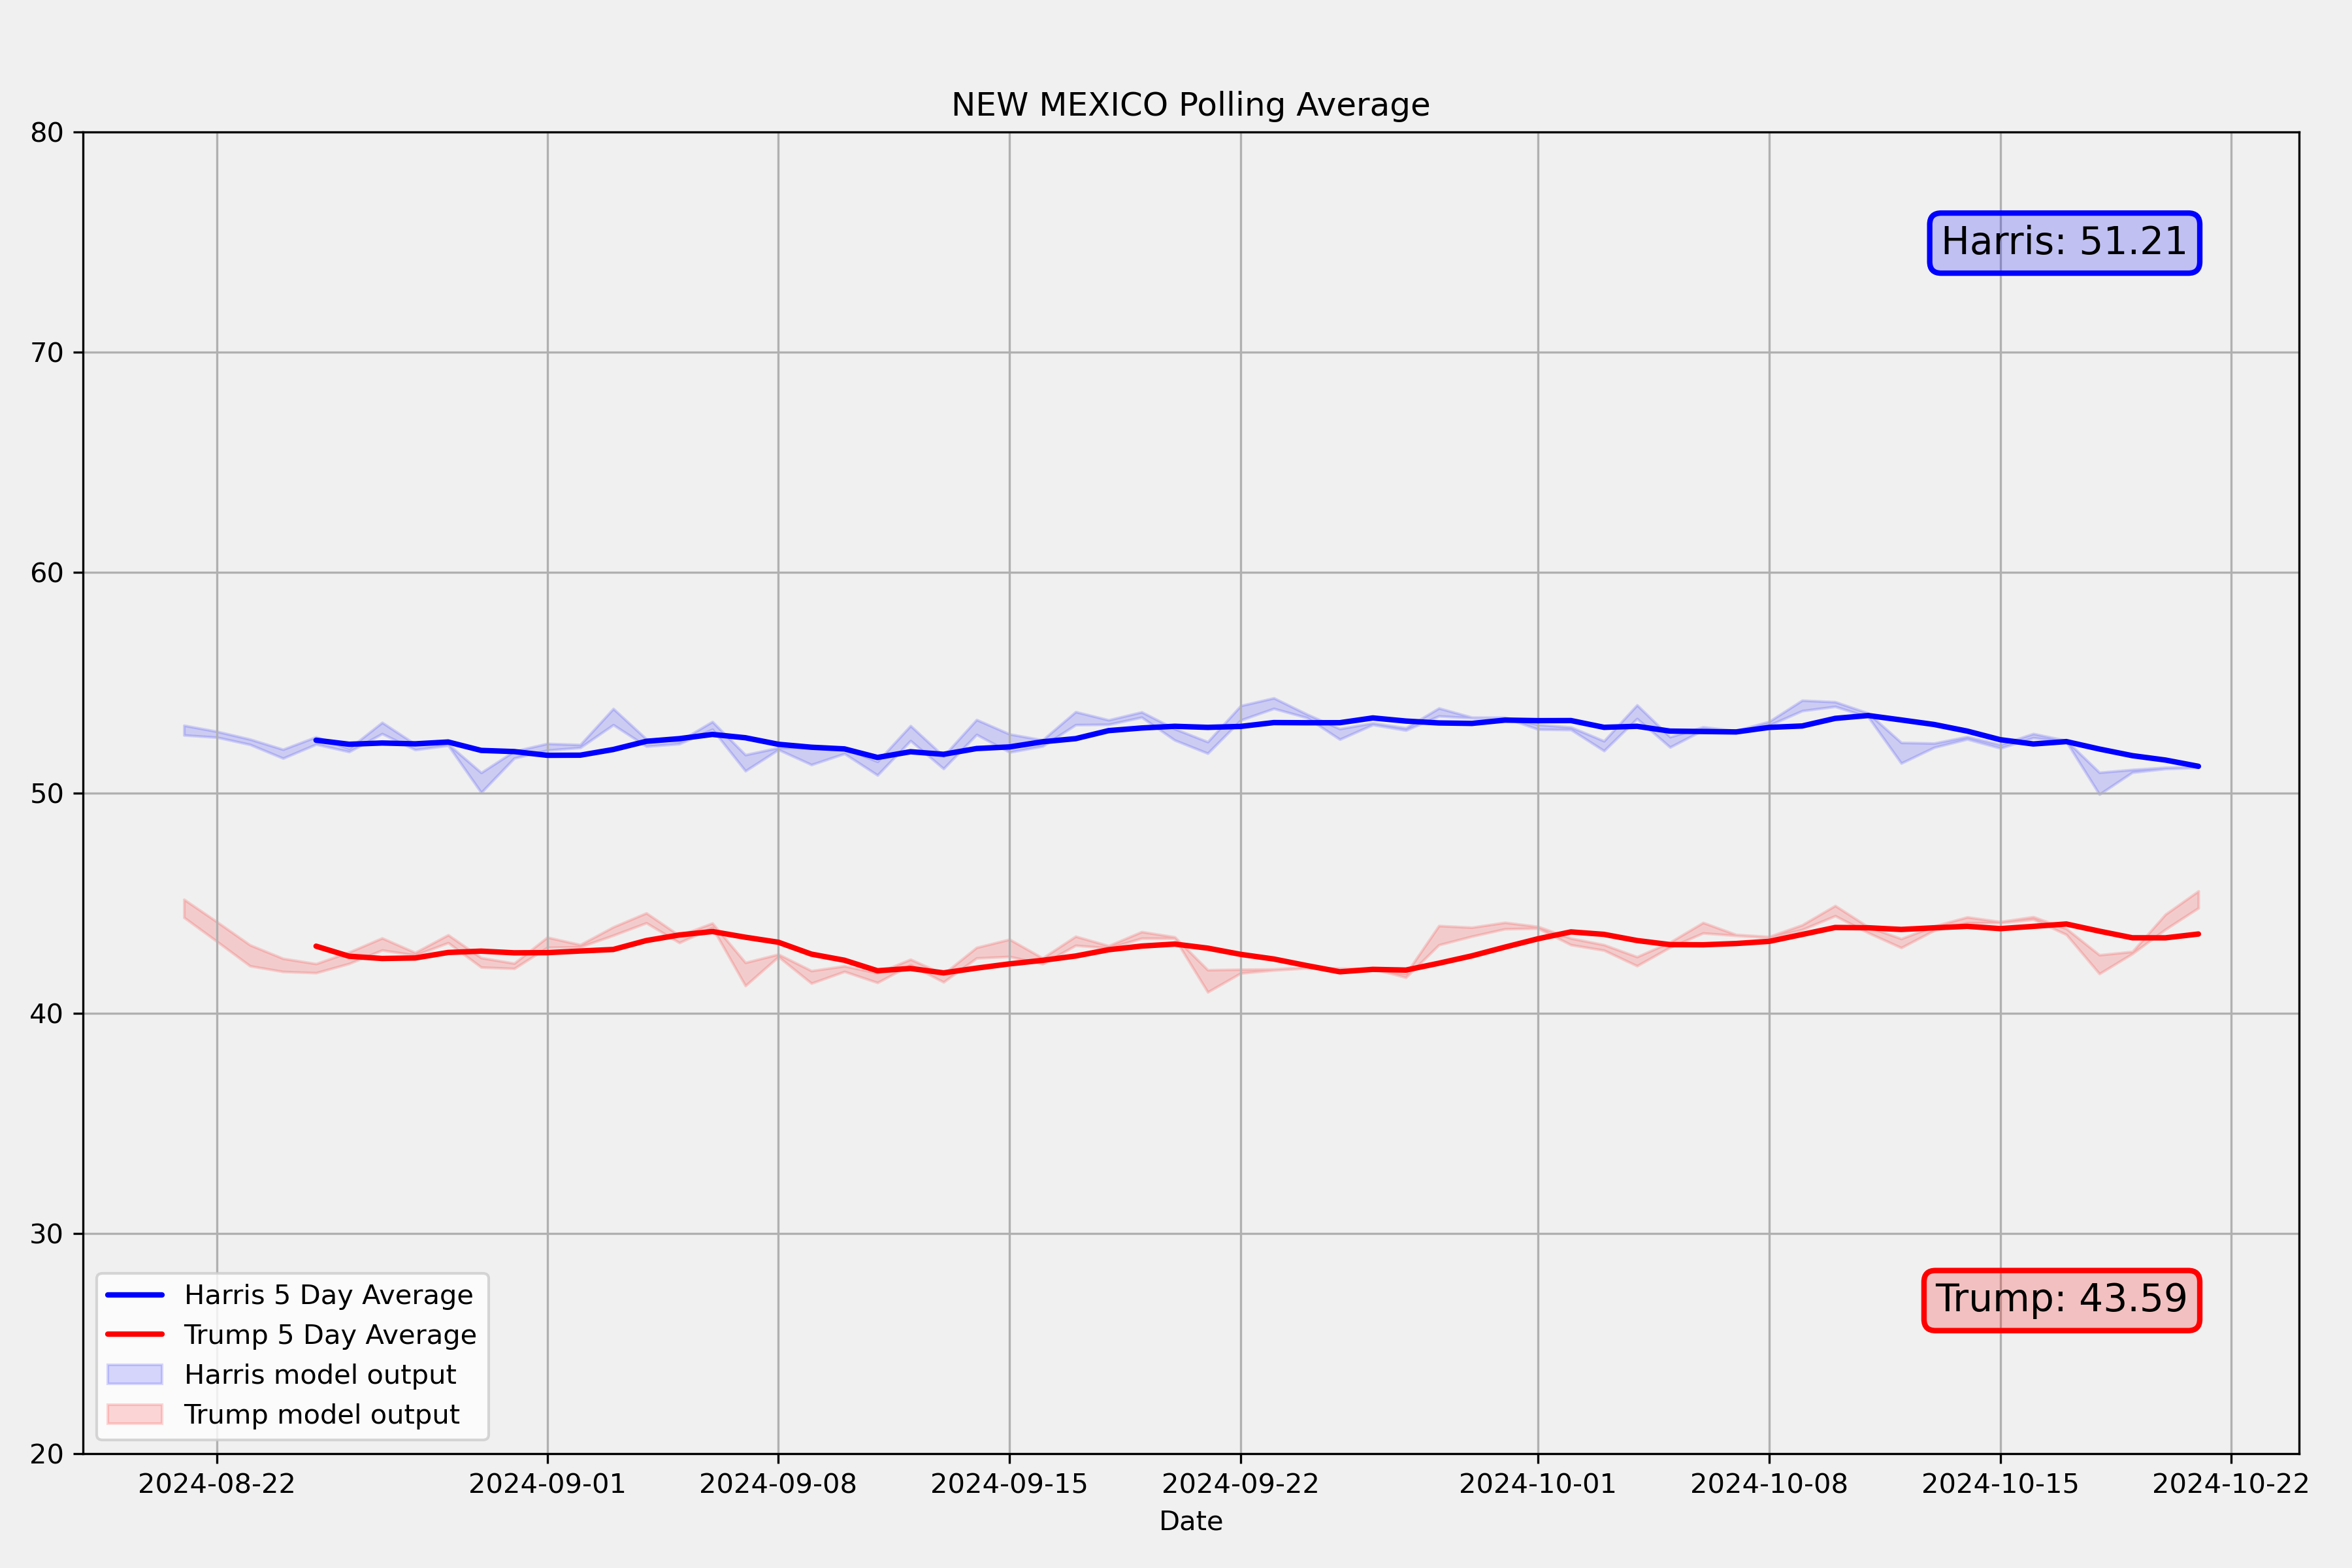 NEW MEXICO Polling Average
80
70
60
50
40
30
20
Harris: 51.21
Trump: 43.59
Harris 5 Day Average
Trump 5 Day Average
Harris model output
Trump model output
2024-08-22 2024-09-01 2024-09-08 2024-09-15 2024-09-22 2024-10-01 2024-10-08 2024-10-15 2024-10-22
Date